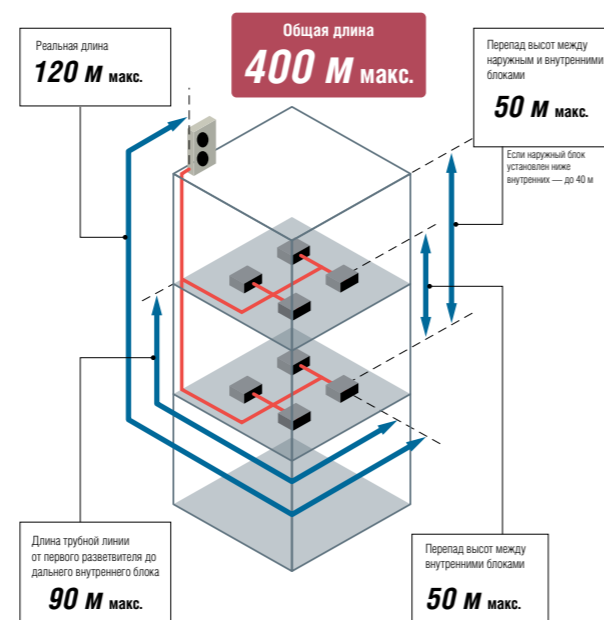 Общая длина
400 м макс.
Реальная длина
120 м макс.
Перепад высот между
наружным и внутренними
блоками
50 м макс.
Если наружный блок
установлен ниже
внутренних — до 40 м
Длина трубной линии
от первого разветвителя до
дальнего внутреннего блока
90 м макс.
Перепад высот между
внутренними блоками
50 м макс.